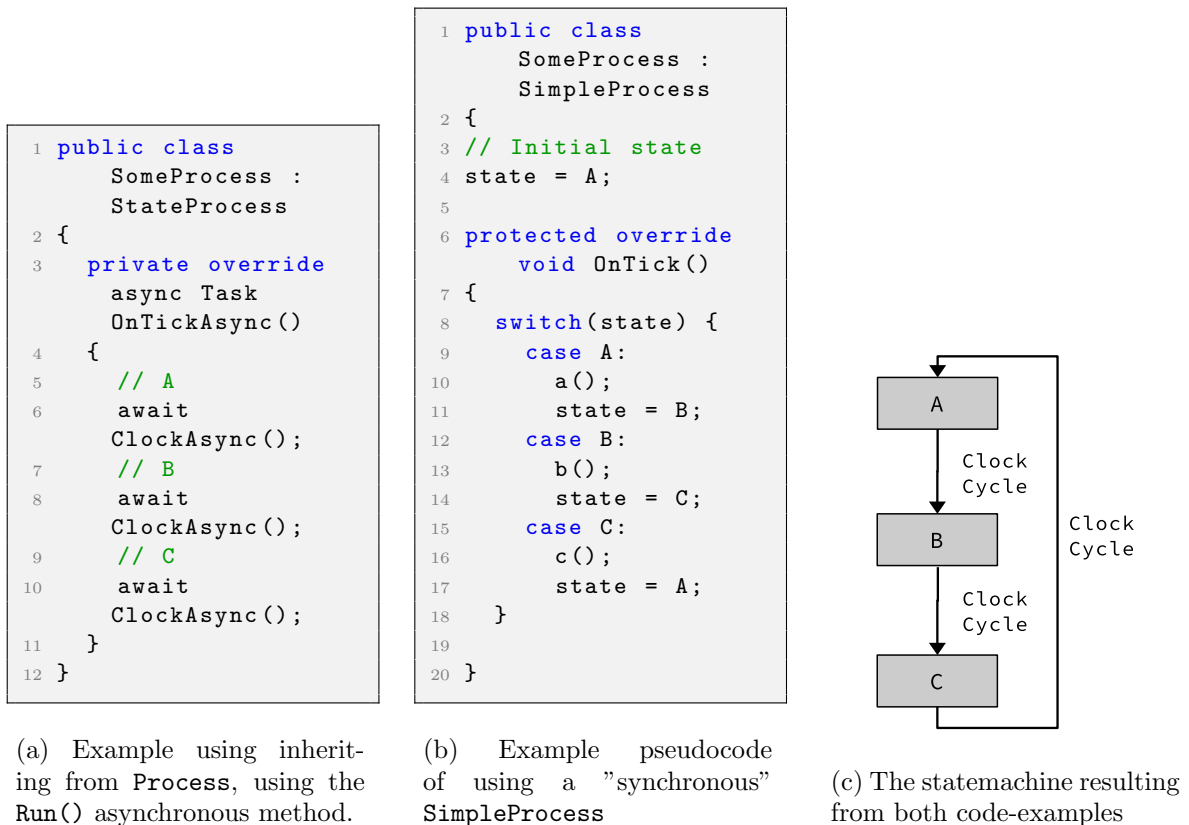 1 public class
SomeProcess :
StateProcess
2 {
3 private override
async Task
OnTickAsync()
4 {
5 // A
6 await
ClockAsync();
7 // B
8 await
ClockAsync();
9 // C
10 await
ClockAsync();
11 }
12 }
(a) Example using inherit-
ing from Process, using the
Run() asynchronous method.
1 public class
SomeProcess :
SimpleProcess
2 {
3 // Initial state
4 state = A;
5
6 protected override
void OnTick()
7 {
8 switch(state) {
9 case A:
10 a();
11 state = B;
12 case B:
13 b();
14 state = C;
15 case C:
16 c();
17 state = A;
18 }
19
20 }
(b) Example pseudocode
of using a ”synchronous”
SimpleProcess
A
Clock
Cycle
B
Clock
Cycle
Clock
Cycle
C
(c) The statemachine resulting
from both code-examples